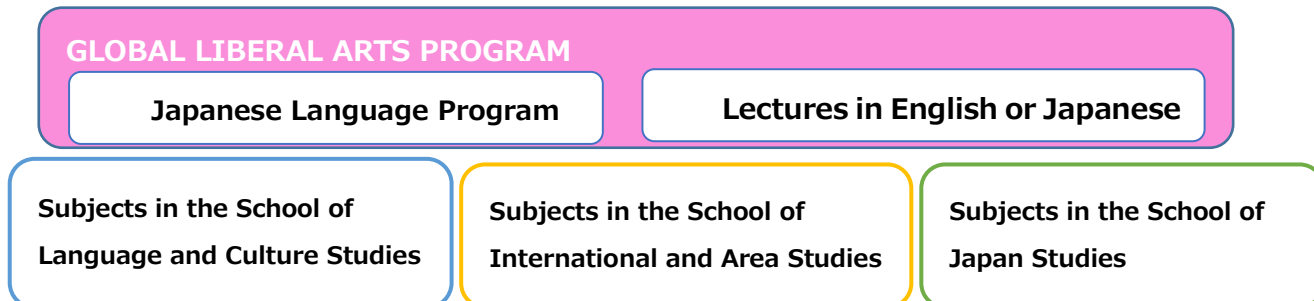 GLOBAL LIBERAL ARTS PROGRAM
Japanese Language Program
Lectures in English or Japanese
Subjects in the School of
Language and Culture Studies
Subjects in the School of
International and Area Studies
Subjects in the School of
Japan Studies